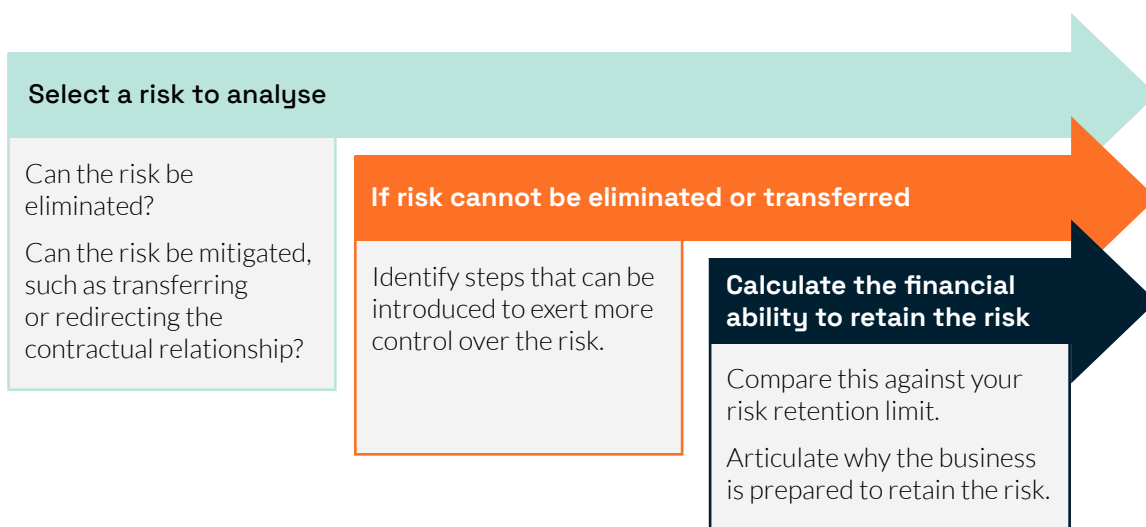 Select a risk to analyse
Can the risk be
eliminated?
Can the risk be mitigated,
such as transferring
or redirecting the
contractual relationship?
If risk cannot be eliminated or transferred
Identify steps that can be
introduced to exert more
control over the risk.
Calculate the financial
ability to retain the risk
Compare this against your
risk retention limit.
Articulate why the business
is prepared to retain the risk.